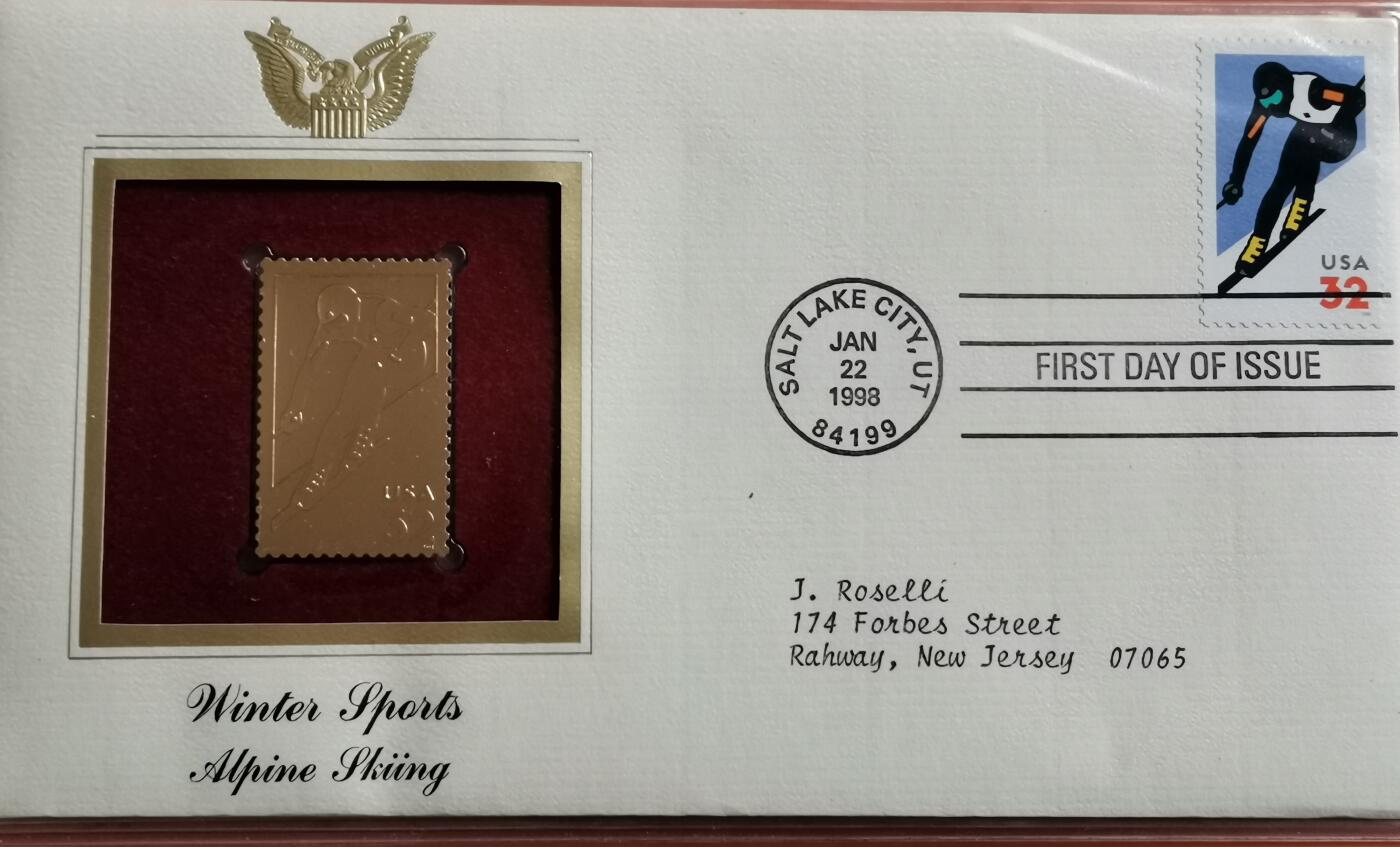 USA
32
USA
32
SALT LAKE CITY, UT
JAN
22
1998
84199
FIRST DAY OF ISSUE
J. Roselli
174 Forbes Street
Rahway, New Jersey 07065
Winter Sports
Alpine Skiing